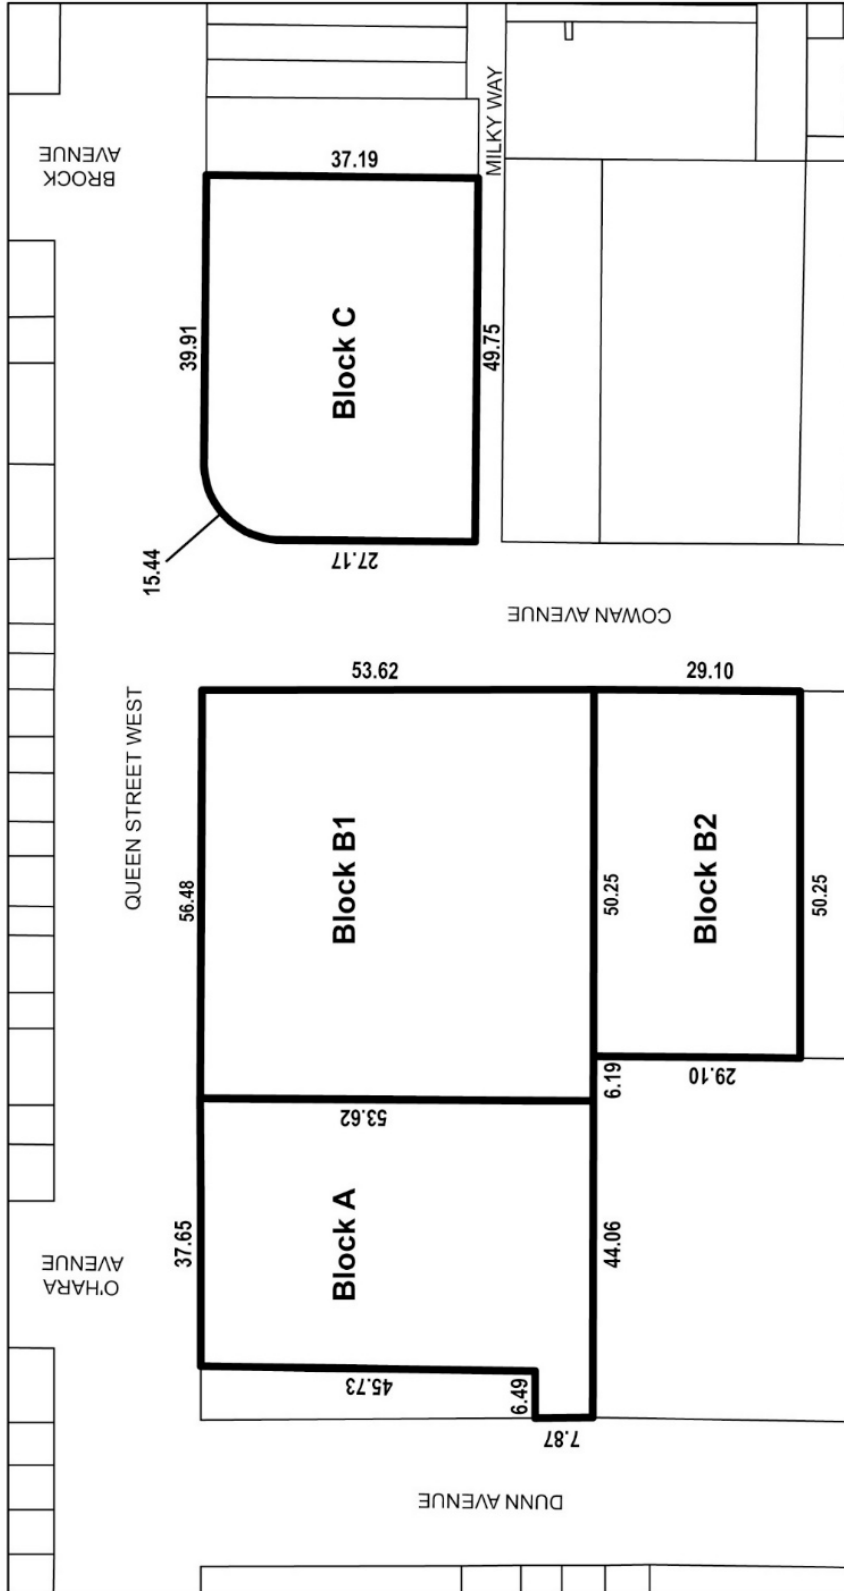 BROCK
AVENUE
MILKY WAY
37.19
39.91
Block C
49.75
15.44
27.17
COWAN AVENUE
QUEEN STREET WEST
53.62
29.10
56.48
Block B1
50.25
Block B2
50.25
53.62
6.19
29.10
O'HARA
AVENUE
37.65
Block A
44.06
45.73
6.49
7.87
DUNN AVENUE